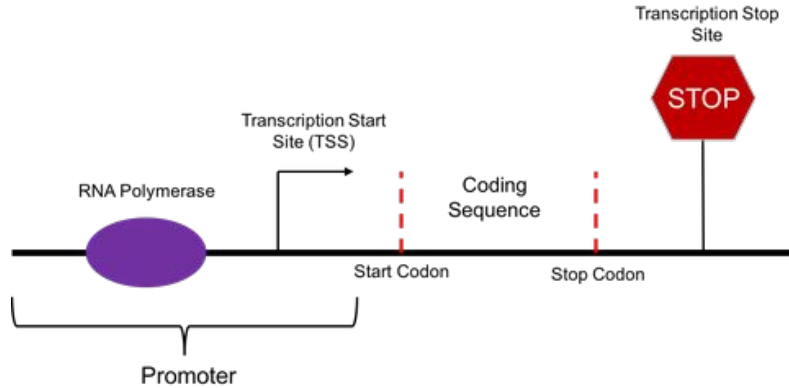 Transcription Stop
Site
STOP
Transcription Start
Site (TSS)
RNA Polymerase
Coding
Sequence
Start Codon
Stop Codon
Promoter